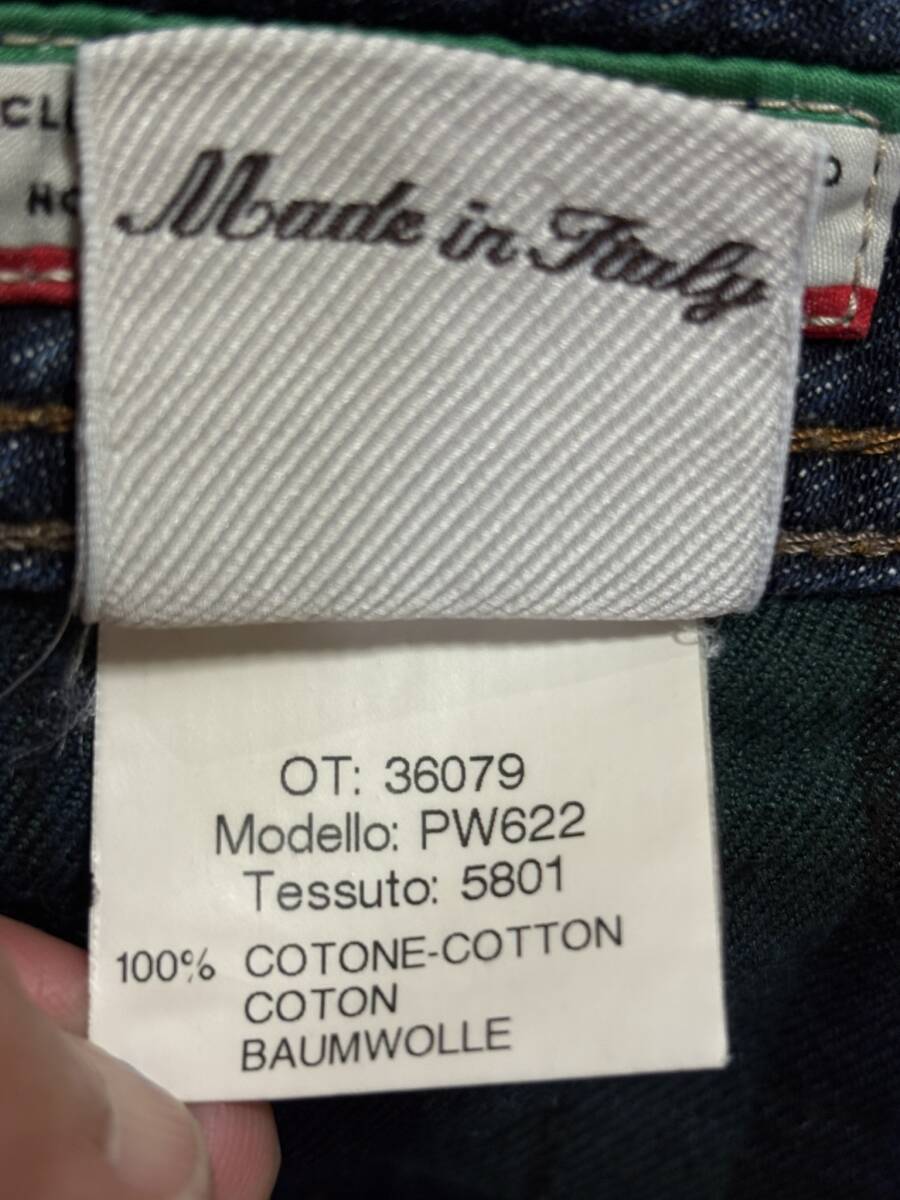 Made in Italy
OT: 36079
Modello: PW622
Tessuto: 5801
100% COTONE-COTTON
COTON
BAUMWOLLE